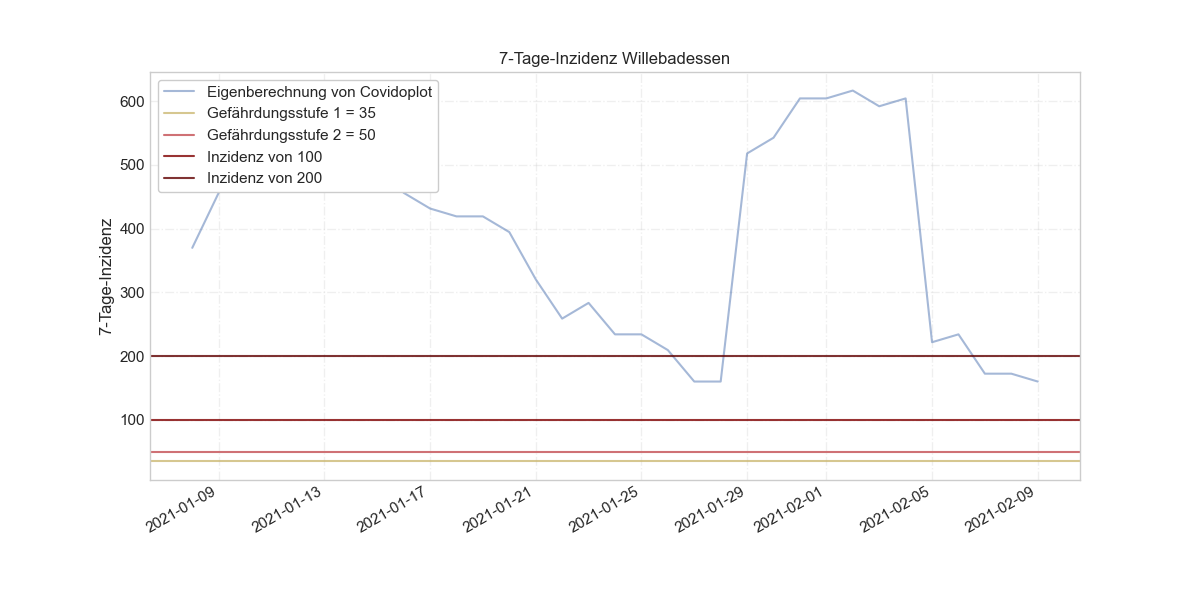 7-Tage-Inzidenz Willebadessen
Eigenberechnung von Covidoplot
Gefährdungsstufe 1 = 35
Gefährdungsstufe 2 = 50
Inzidenz von 100
Inzidenz von 200
7-Tage-Inzidenz
600
500
400
300
200
100
2021-01-09
2021-01-13
2021-01-17
2021-01-21
2021-01-25
2021-01-29
2021-02-01
2021-02-05
2021-02-09